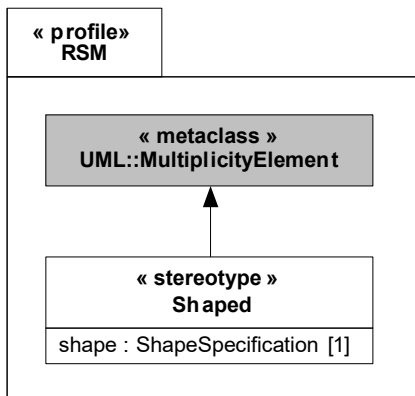 « profile»
RSM
« metaclass »
UML::MultiplicityElement
« stereotype »
Shaped
shape : ShapeSpecification [1]